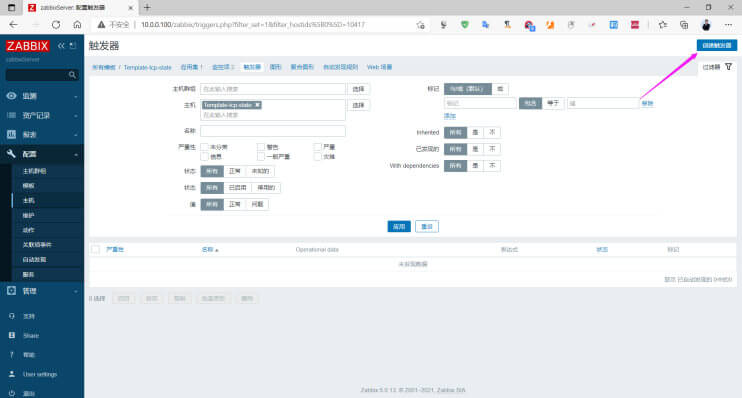 zabbixServer: 配置触发器
不安全 10.0.0.100/zabbix/triggers.php?filter_set=1&filter_hostids%5B0%5D=10417
ZABBIX
zabbixServer
触发器
创建触发器
所有模板 / Template-lcp-state 应用集 1 监控项 2 触发器 图形 聚合图形 自动发现规则 Web 场景
过滤器
监测
资产记录
报表
配置
主机群组
模板
主机
维护
动作
关联项事件
自动发现
服务
管理
支持
Share
帮助
User settings
退出
主机群组 在此输入搜索 选择
主机 Template-lcp-state 选择
在此输入搜索
名称
严重性 未分类 警告 严重
信息 一般严重 灾难
状态 所有 正常 未知的
状态 所有 已启用 停用的
值 所有 正常 问题
标记 与/或（默认） 或
标记 包含 等于 值 移除
添加
Inherited 所有 是 不
已发现的 所有 是 不
With dependencies 所有 是 不
应用 重设
严重性 名称 Operational data 表达式 状态 标记
未发现数据
显示 已自动发现的 0中的0
0 选择 启用 禁用 复制 批量更新 删除
Zabbix 5.0.13. © 2001–2021, Zabbix SIA